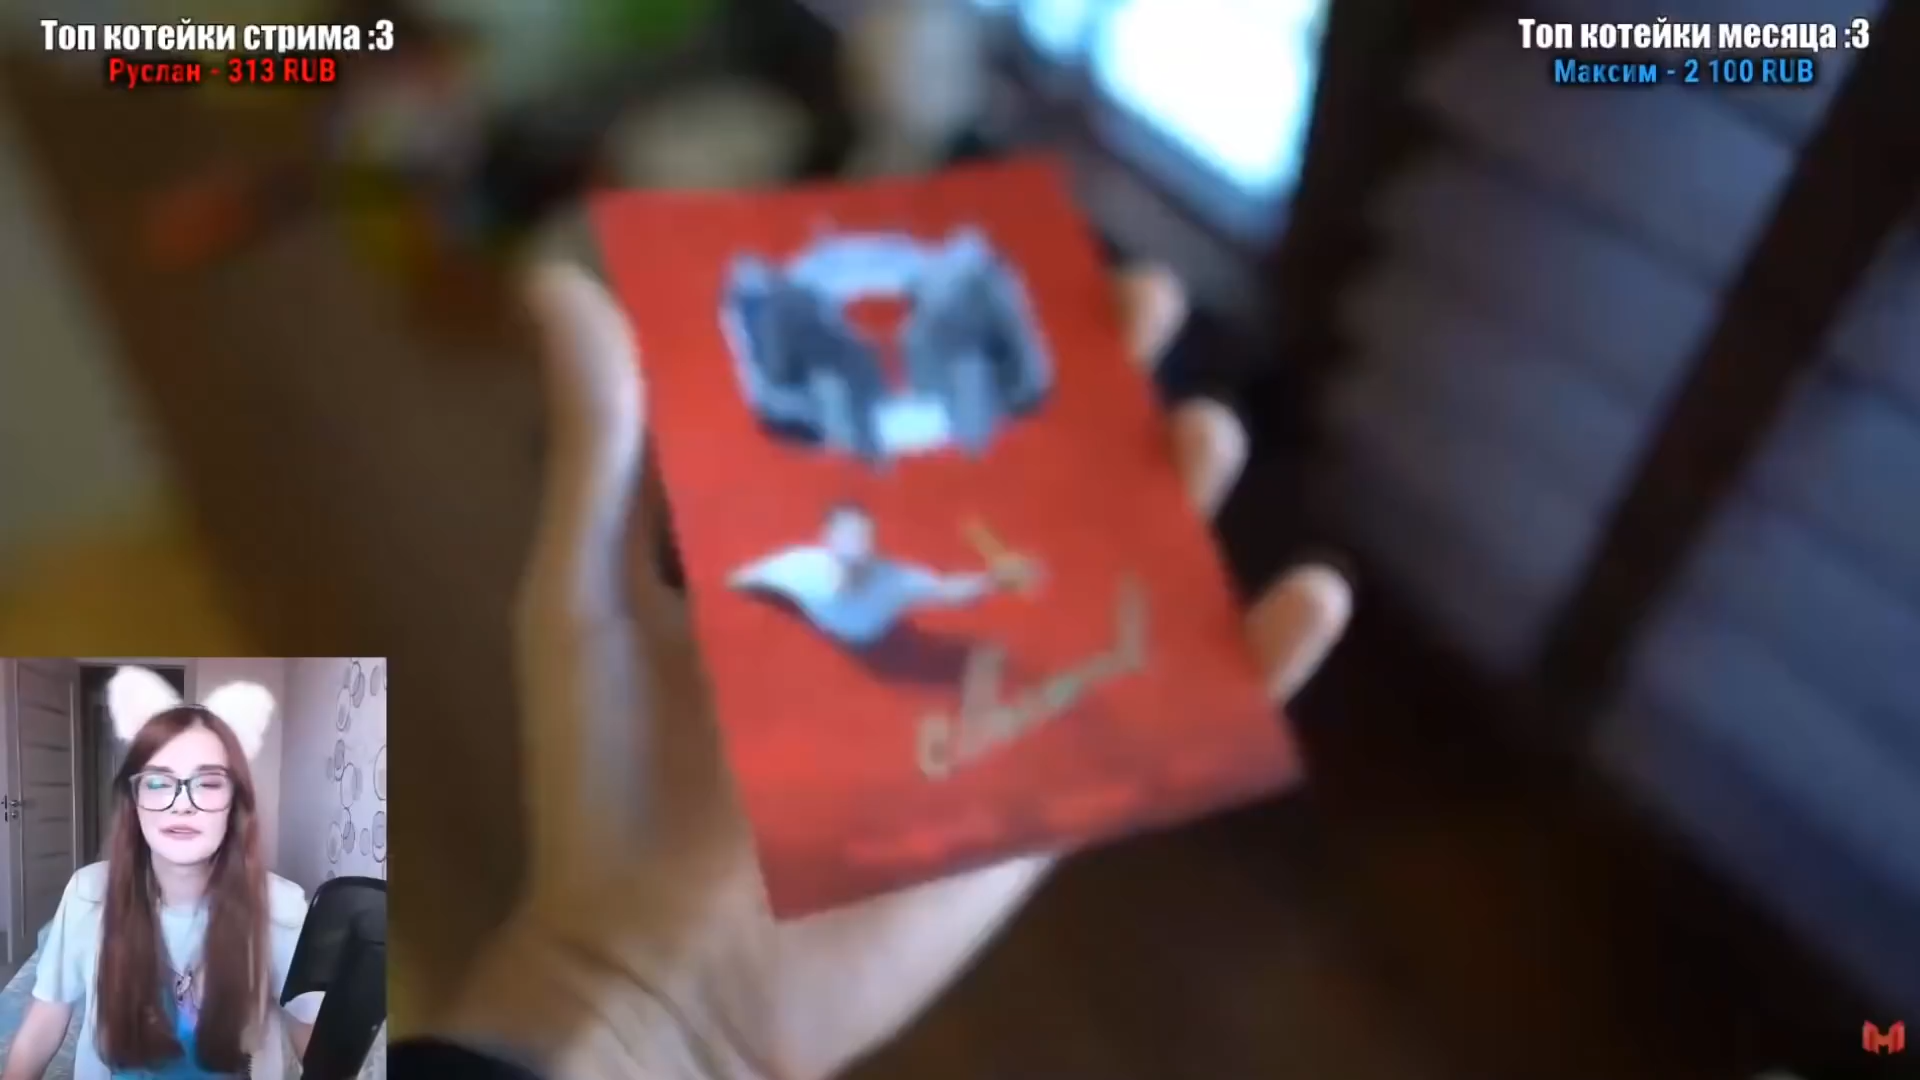 Топ котейки стрима :3
Руслан - 313 RUB
Топ котейки месяца :3
Максим - 2 100 RUB